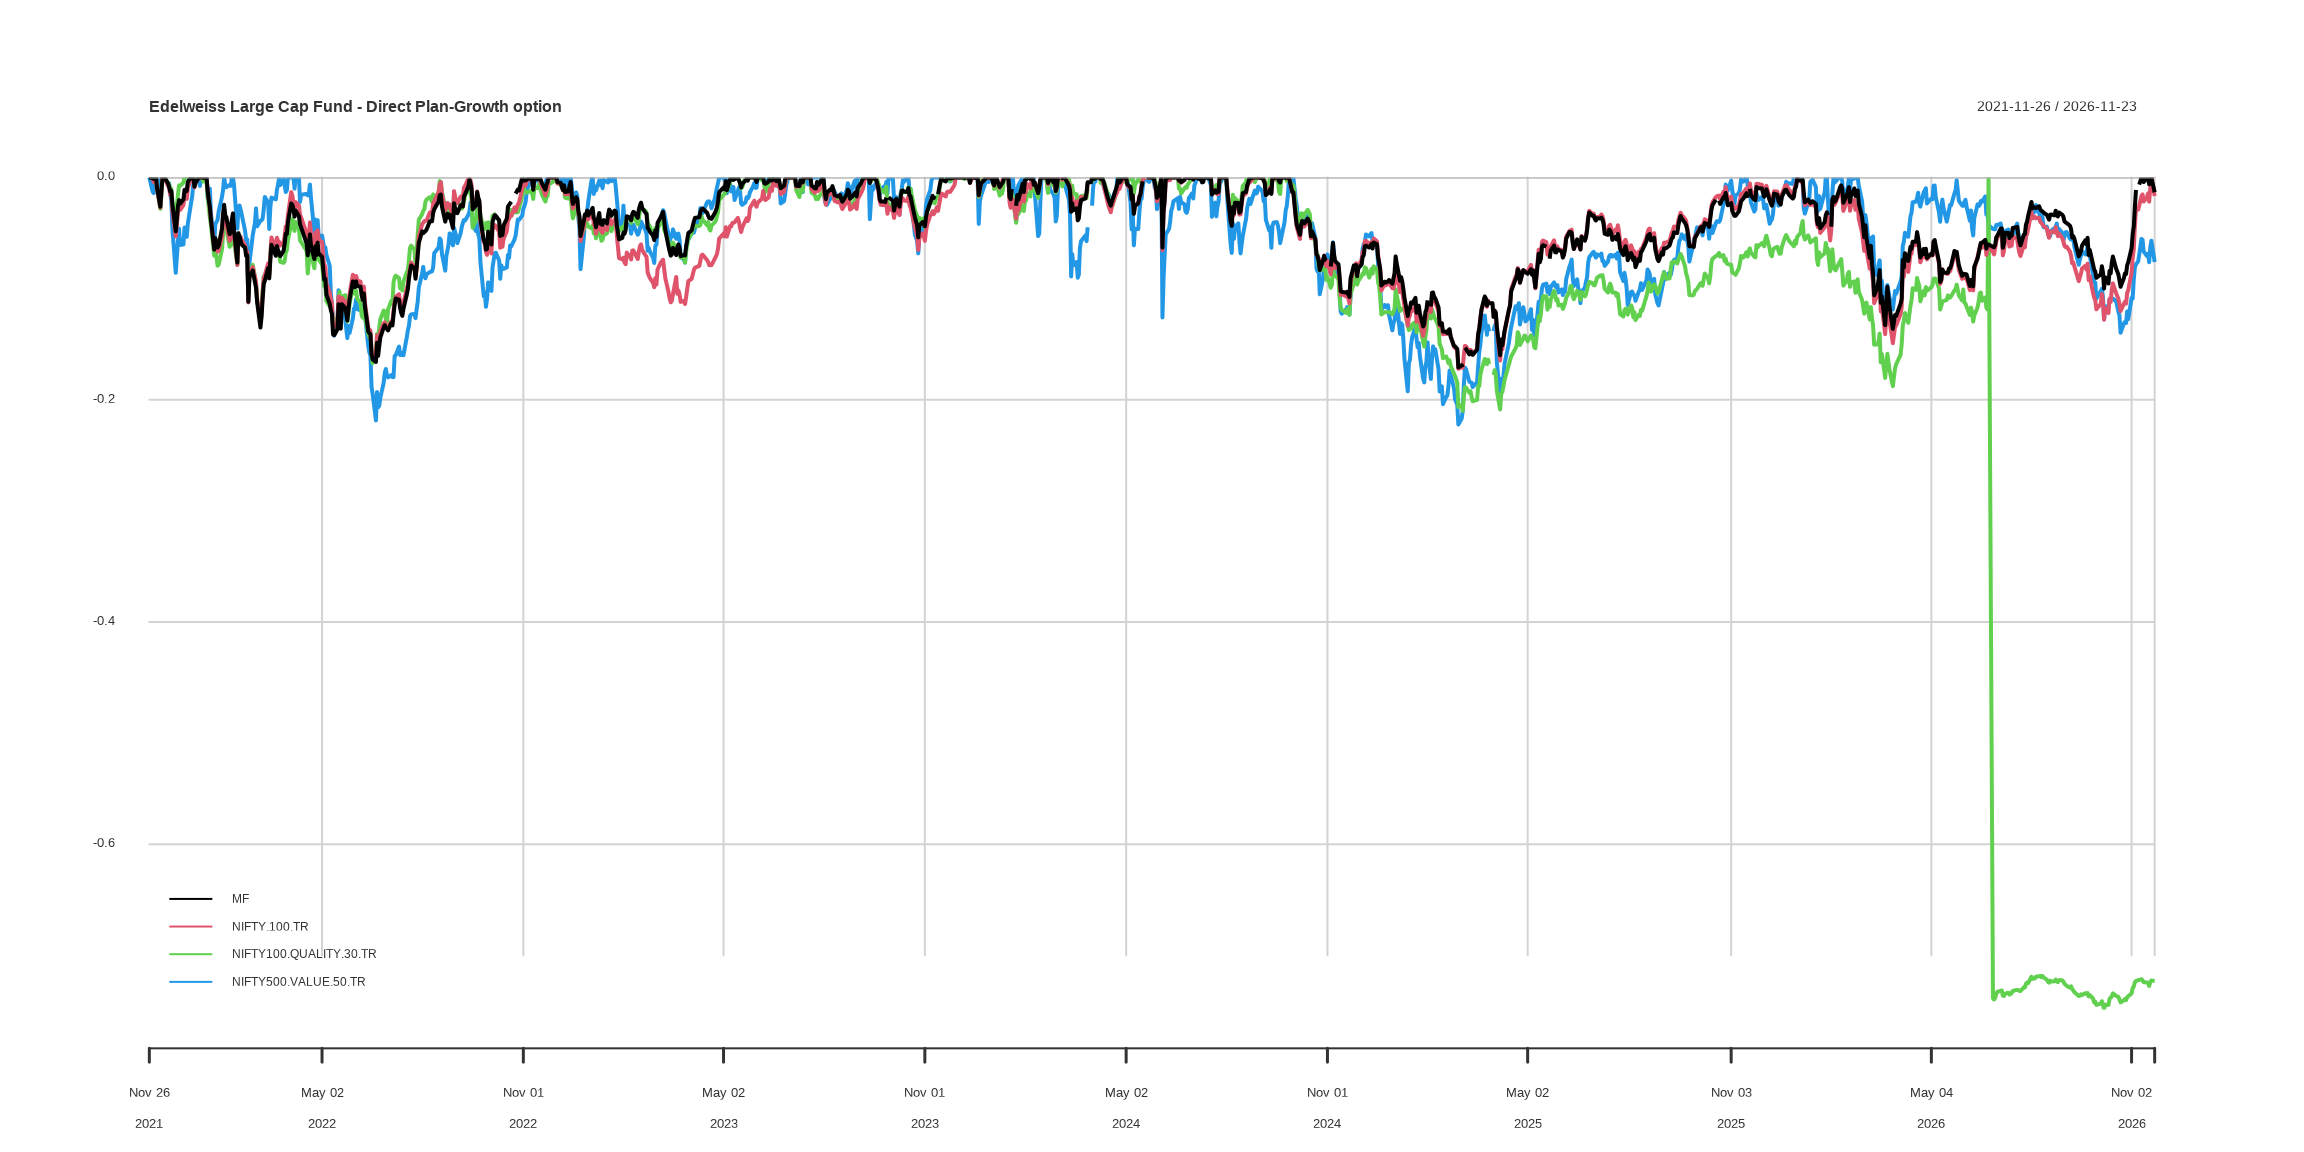 Edelweiss Large Cap Fund - Direct Plan-Growth option
2021-11-26 / 2026-11-23
0.0
-0.2
-0.4
-0.6
MF
NIFTY.100.TR
NIFTY100.QUALITY.30.TR
NIFTY500.VALUE.50.TR
Nov 26 May 02 Nov 01 May 02 Nov 01 May 02 Nov 01 May 02 Nov 03 May 04 Nov 02
2021 2022 2022 2023 2023 2024 2024 2025 2025 2026 2026